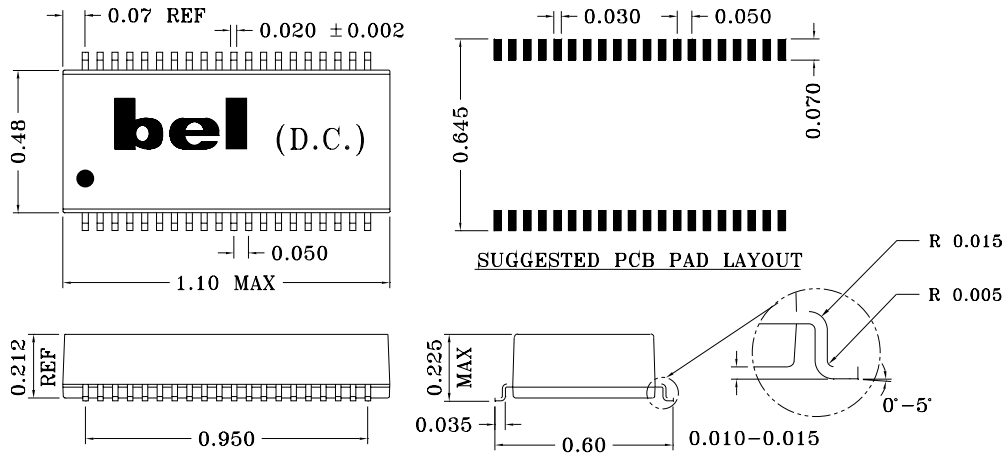 0.07 REF
0.020 ±0.002
0.48
bel (D.C.)
0.050
1.10 MAX
0.030
0.050
0.645
0.070
SUGGESTED PCB PAD LAYOUT
0.212 REF
0.950
0.225 MAX
0.035
0.60
0.010-0.015
R 0.015
R 0.005
0°-5°